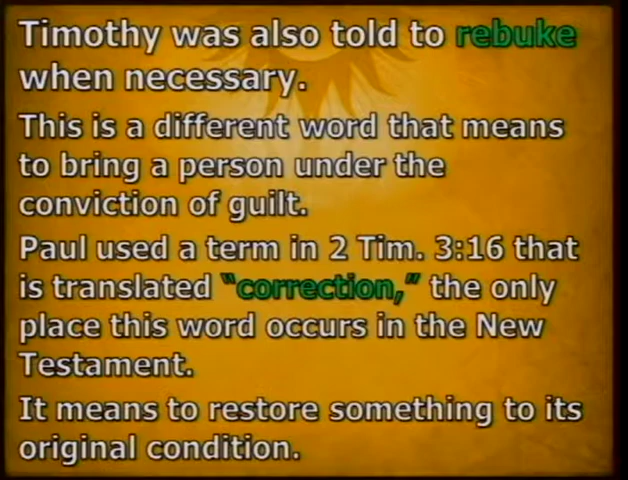 Timothy was also told to rebuke
when necessary.
This is a different word that means
to bring a person under the
conviction of guilt.
Paul used a term in 2 Tim. 3:16 that
is translated “correction,” the only
place this word occurs in the New
Testament.
It means to restore something to its
original condition.